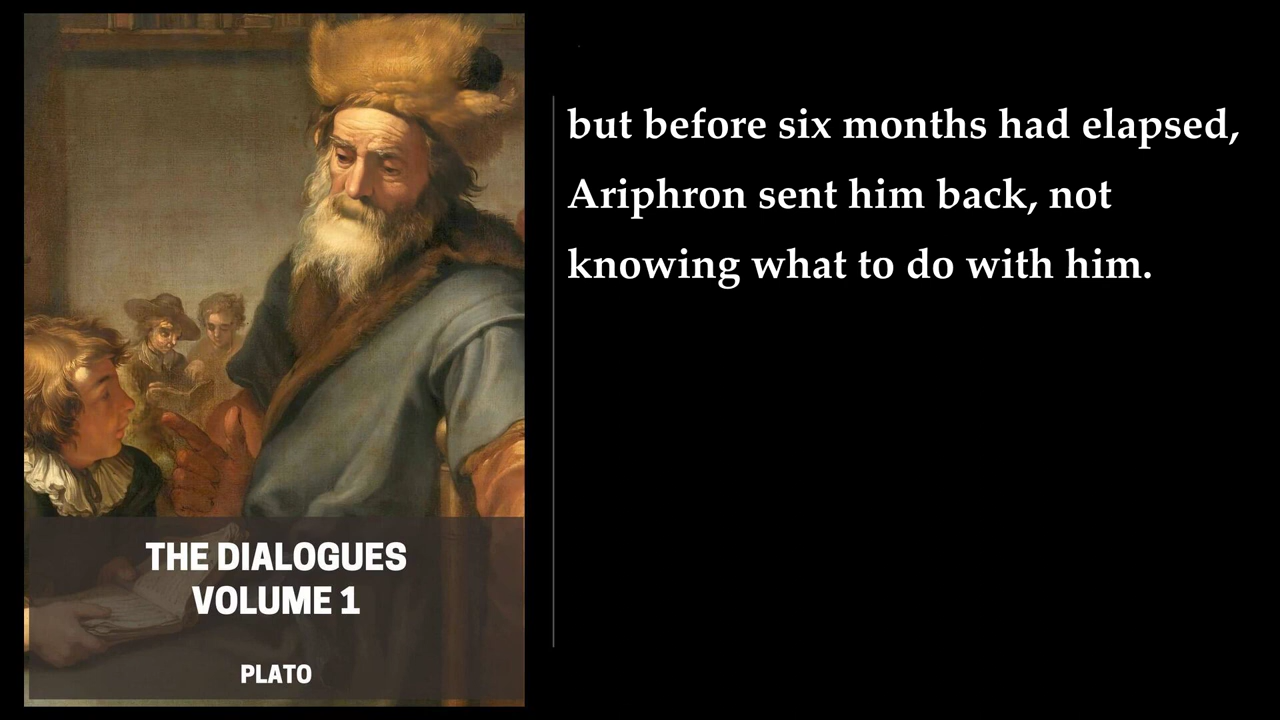 but before six months had elapsed,
Ariphron sent him back, not
knowing what to do with him.
THE DIALOGUES
VOLUME 1
PLATO